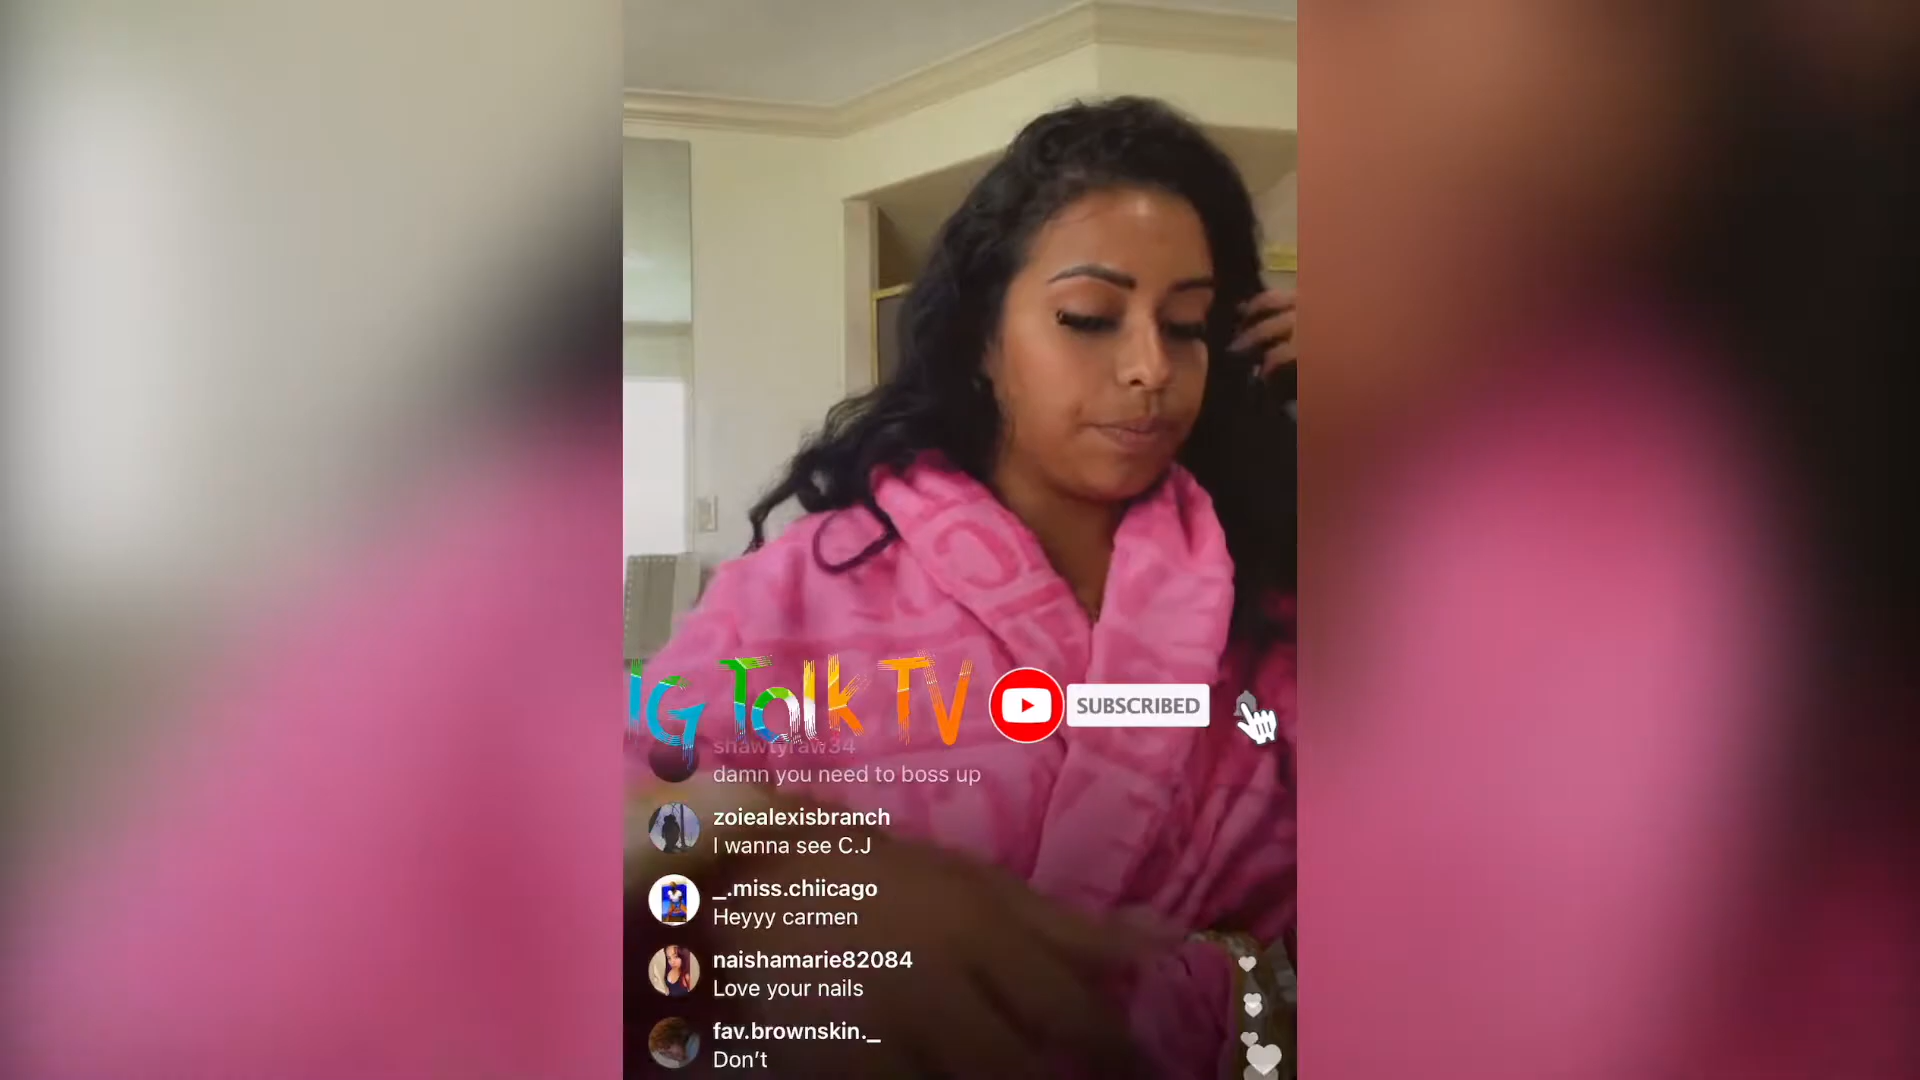 IG Talk TV
SUBSCRIBED
shawtyraw34
damn you need to boss up
zoiealexisbranch
I wanna see C.J
_.miss.chiicago
Heyyy carmen
naishamarie82084
Love your nails
fav.brownskin._
Don't